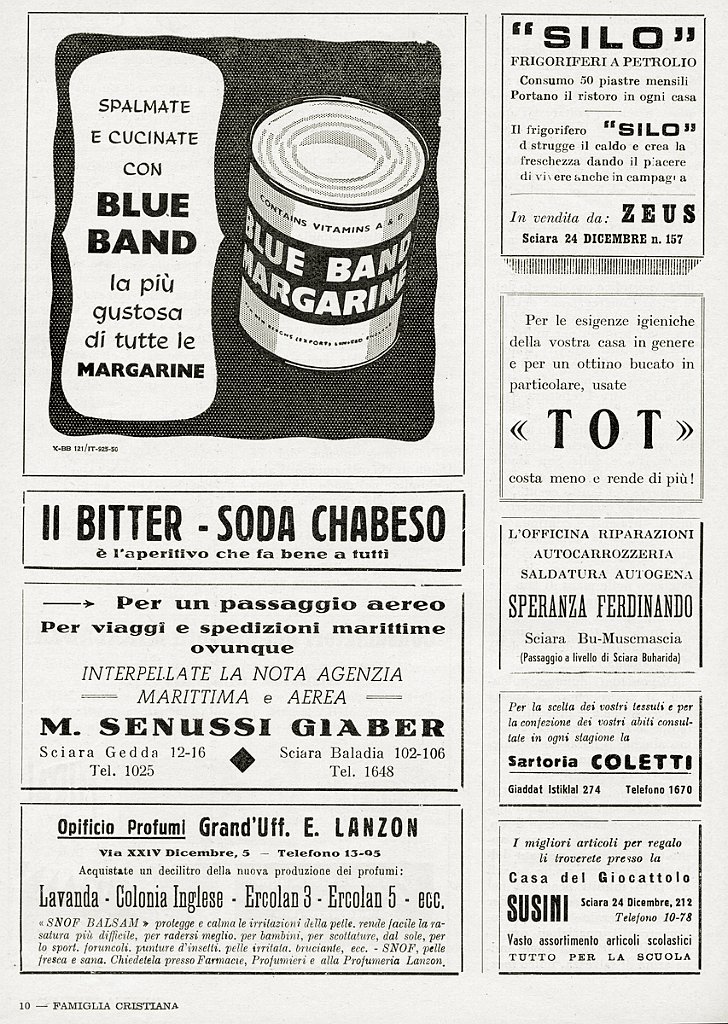 SPALMATE
E CUCINATE
CON
BLUE
BAND
la più
gustosa
di tutte le
MARGARINE
CONTAINS VITAMINS A & D
BLUE BAND
MARGARINE
X-BB 121/IT-925-50
Il BITTER - SODA CHABESO
è l'aperitivo che fa bene a tutti
Per un passaggio aereo
Per viaggi e spedizioni marittime
ovunque
INTERPELLATE LA NOTA AGENZIA
MARITTIMA e AEREA
M. SENUSSI GIABER
Sciara Gedda 12-16
Tel. 1025
Sciara Baladia 102-106
Tel. 1648
Opificio Profumi Grand'Uff. E. LANZON
Via XXIV Dicembre, 5 — Telefono 13-95
Acquistate un decilitro della nuova produzione dei profumi:
Lavanda - Colonia Inglese - Ercolan 3 - Ercolan 5 - ecc.
« SNOF BALSAM » protegge e calma le irritazioni della pelle, rende facile la ra-
satura più difficile, per radersi meglio, per bambini, per scottature, dal sole, per
lo sport, foruncoli, punture d'insetti, pelle irritata, bruciante, ecc. - SNOF, pelle
fresca e sana. Chiedetela presso Farmacie, Profumieri e alla Profumeria Lanzon.
"SILO"
FRIGORIFERI A PETROLIO
Consumo 50 piastre mensili
Portano il ristoro in ogni casa
Il frigorifero "SILO"
distrugge il caldo e crea la
freschezza dando il piacere
di vivere anche in campagna
In vendita da: ZEUS
Sciara 24 DICEMBRE n. 157
Per le esigenze igieniche
della vostra casa in genere
e per un ottimo bucato in
particolare, usate
« TOT »
costa meno e rende di più!
L'OFFICINA RIPARAZIONI
AUTOCARROZZERIA
SALDATURA AUTOGENA
SPERANZA FERDINANDO
Sciara Bu-Muscmascia
(Passaggio a livello di Sciara Buharida)
Per la scelta dei vostri tessuti e per
la confezione dei vostri abiti consul-
tate in ogni stagione la
Sartoria COLETTI
Giaddat Istiklal 274 Telefono 1670
I migliori articoli per regalo
li troverete presso la
Casa del Giocattolo
SUSINI
Sciara 24 Dicembre, 212
Telefono 10-78
Vasto assortimento articoli scolastici
TUTTO PER LA SCUOLA
10 — FAMIGLIA CRISTIANA